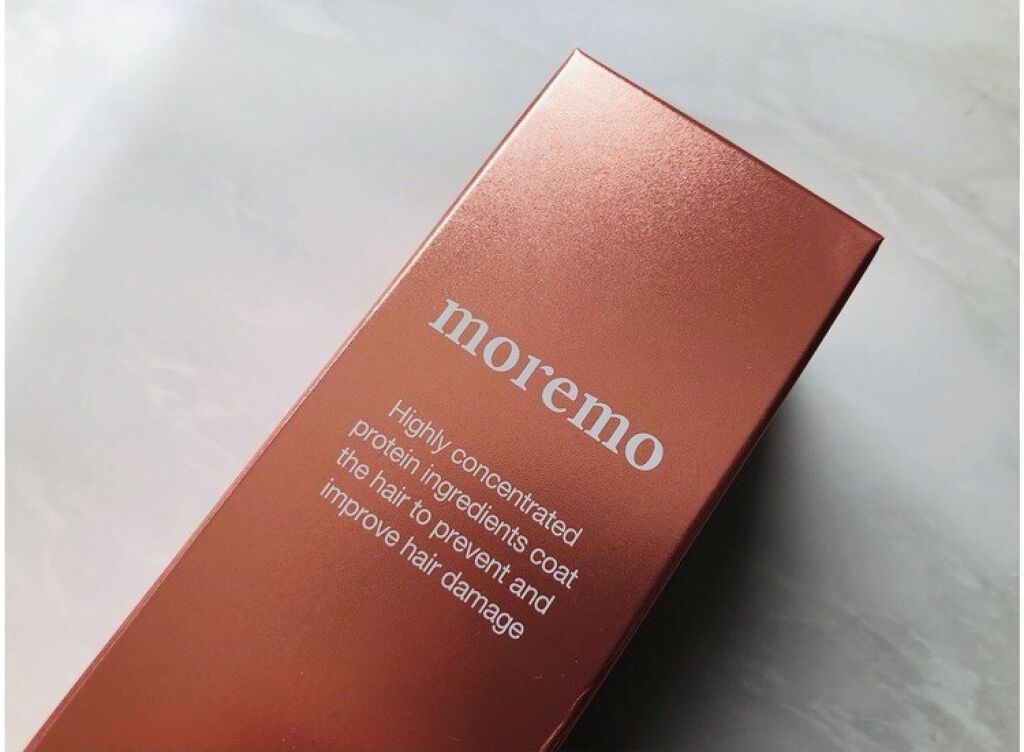 moremo
Highly concentrated
protein ingredients coat
the hair to prevent and
improve hair damage